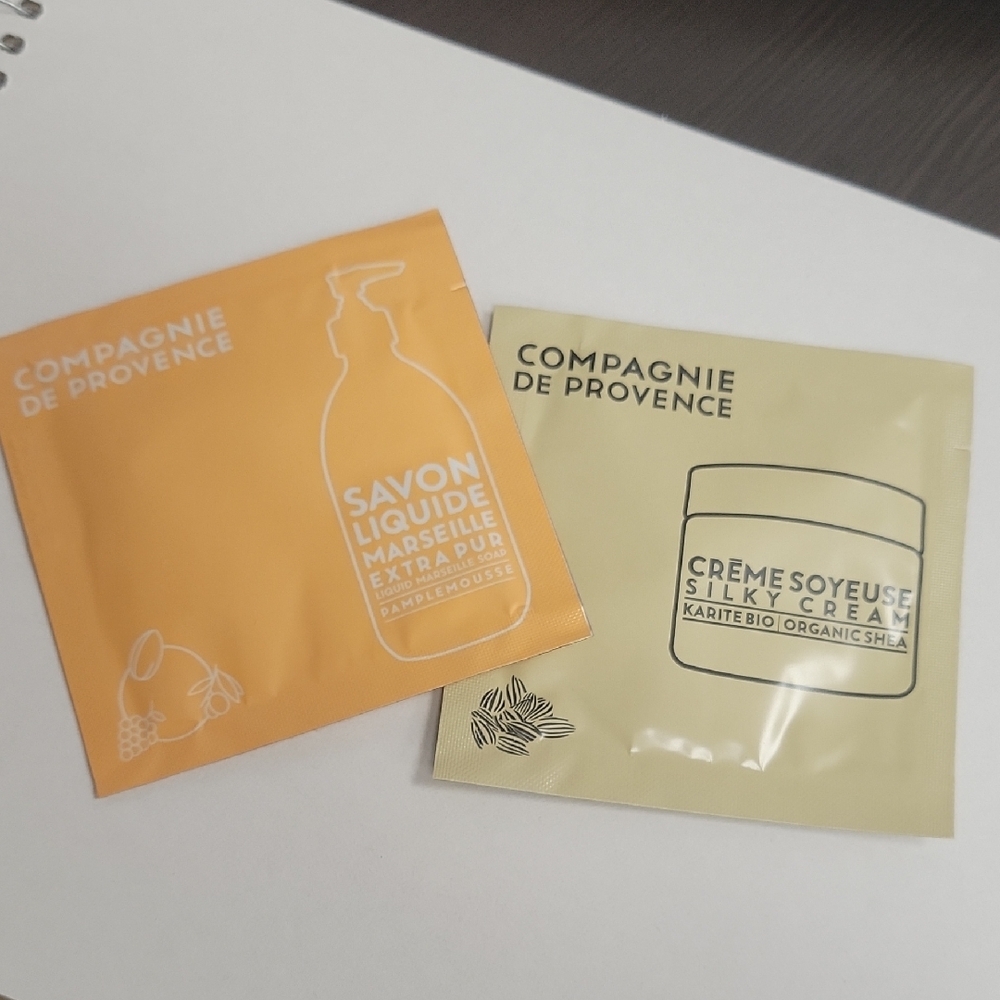 COMPAGNIE
DE PROVENCE
SAVON
LIQUIDE
MARSEILLE
EXTRA PUR
LIQUID MARSEILLE SOAP
PAMPLEMOUSSE
COMPAGNIE
DE PROVENCE
CRĒME SOYEUSE
SILKY CREAM
KARITE BIO | ORGANIC SHEA